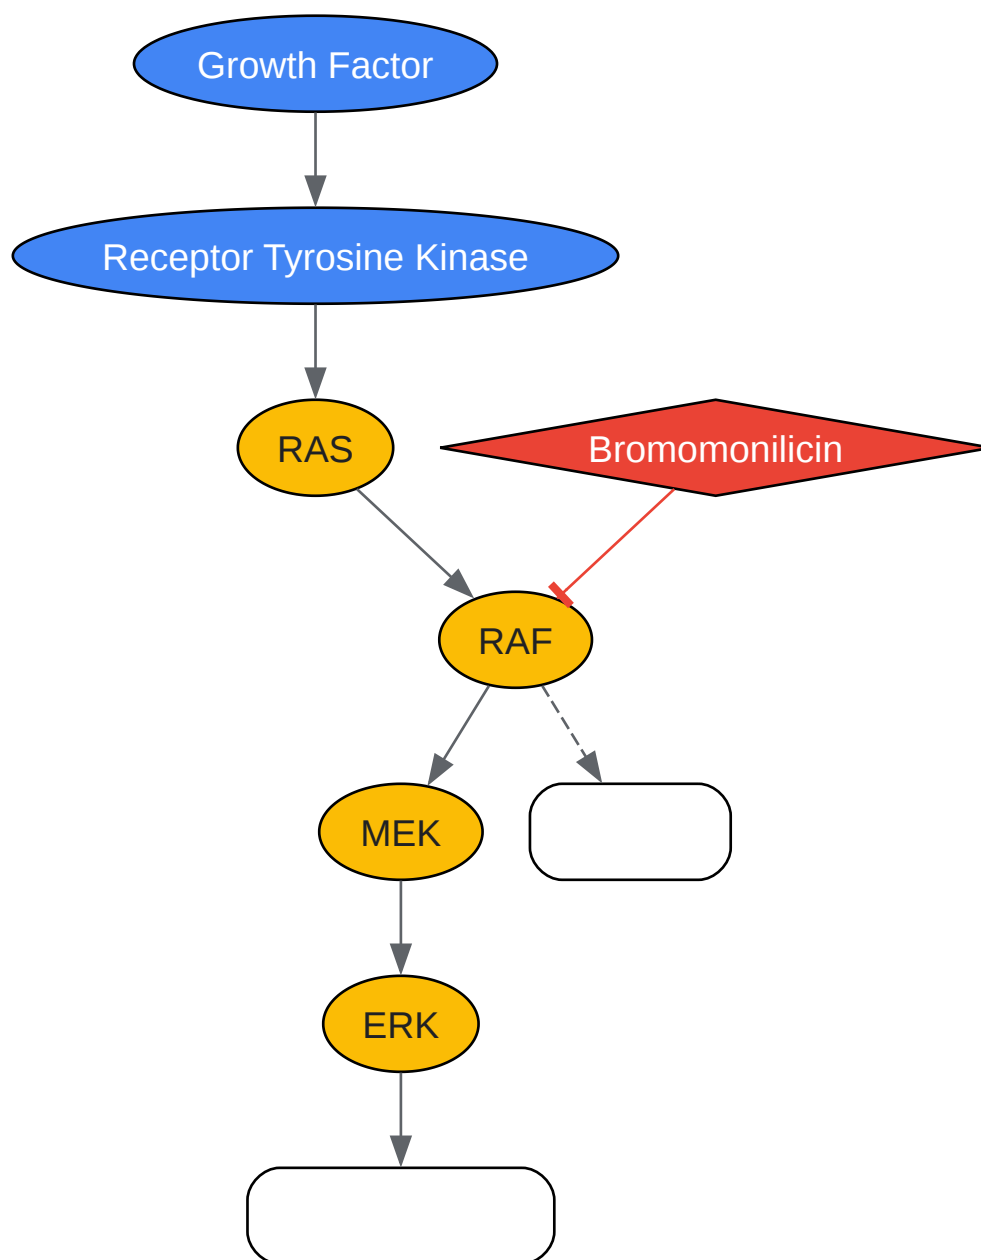 Growth Factor
Receptor Tyrosine Kinase
RAS
Bromomonilicin
RAF
MEK
ERK